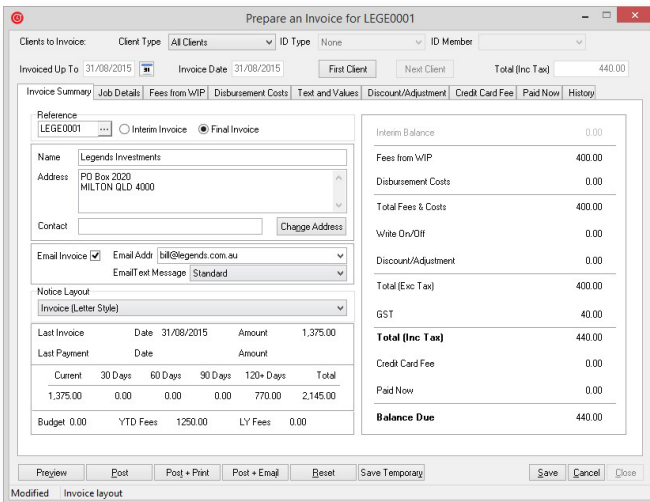 Prepare an Invoice for LEGE0001
Clients to Invoice: Client Type All Clients ID Type None ID Member
Invoiced Up To 31/08/2015 Invoice Date 31/08/2015 First Client Next Client Total (Inc Tax) 440.00
Invoice Summary Job Details Fees from WIP Disbursement Costs Text and Values Discount/Adjustment Credit Card Fee Paid Now History
Reference
LEGE0001 ... Interim Invoice Final Invoice
Name Legends Investments
Address PO Box 2020
MILTON QLD 4000
Contact Change Address
Email Invoice Email Addr bill@legends.com.au
EmailText Message Standard
Notice Layout
Invoice (Letter Style)
Last Invoice Date 31/08/2015 Amount 1,375.00
Last Payment Date Amount
Current 30 Days 60 Days 90 Days 120+ Days Total
1,375.00 0.00 0.00 0.00 770.00 2,145.00
Budget 0.00 YTD Fees 1250.00 LY Fees 0.00
Interim Balance 0.00
Fees from WIP 400.00
Disbursement Costs 0.00
Total Fees & Costs 400.00
Write On/Off 0.00
Discount/Adjustment 0.00
Total (Exc Tax) 400.00
GST 40.00
Total (Inc Tax) 440.00
Credit Card Fee 0.00
Paid Now 0.00
Balance Due 440.00
Preview Post Post + Print Post + Email Reset Save Temporary Save Cancel Close
Modified Invoice layout